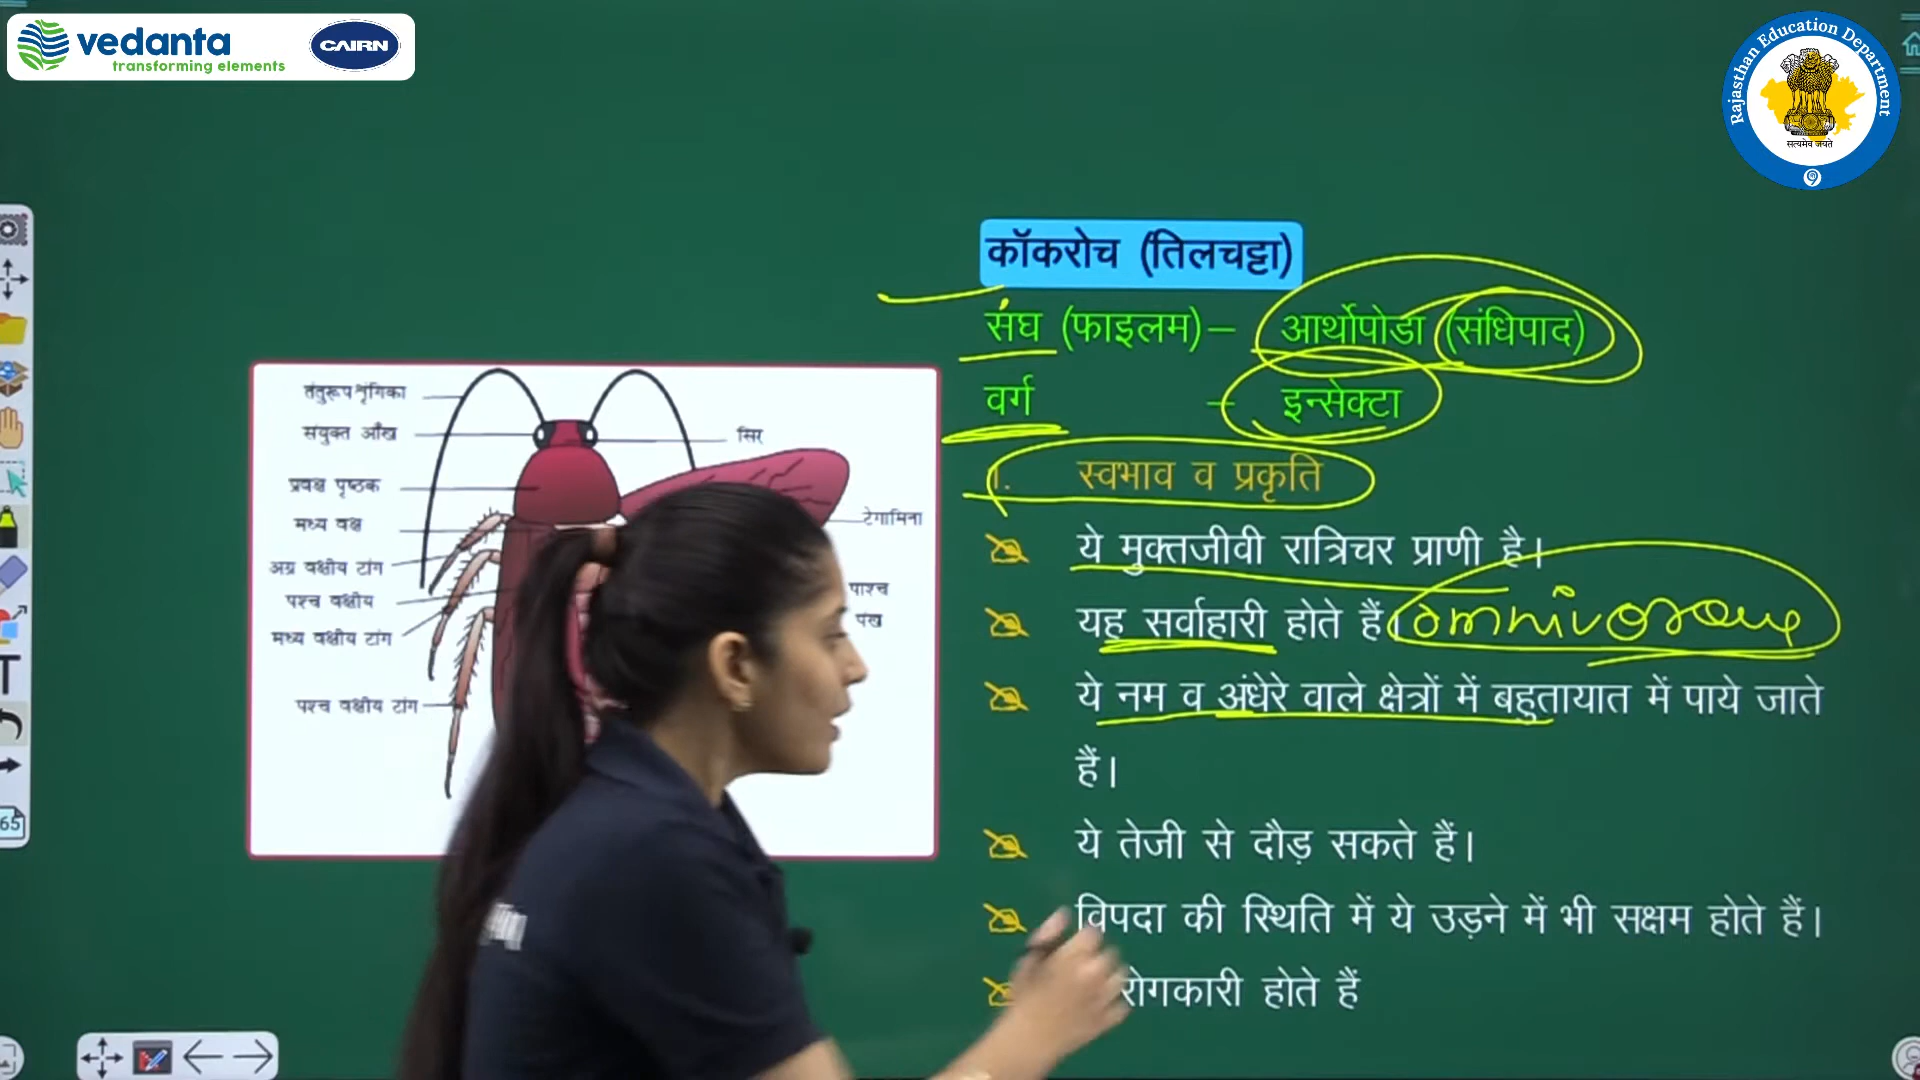 vedanta
transforming elements
CAIRN
Rajasthan Education Department
सत्यमेव जयते
कॉकरोच (तिलचट्टा)
संघ (फाइलम)– आर्थोपोडा (संधिपाद)
वर्ग – इन्सेक्टा
1. स्वभाव व प्रकृति
ये मुक्तजीवी रात्रिचर प्राणी है।
यह सर्वाहारी होते हैं।
ये नम व अंधेरे वाले क्षेत्रों में बहुतायात में पाये जाते
हैं।
ये तेजी से दौड़ सकते हैं।
विपदा की स्थिति में ये उड़ने में भी सक्षम होते हैं।
रोगकारी होते हैं
तंतुरूप शृंगिका
संयुक्त आँख
सिर
प्रवक्ष पृष्ठक
मध्य वक्ष
टेगामिना
अग्र वक्षीय टांग
पश्च वक्षीय
पाश्च
पंख
मध्य वक्षीय टांग
पश्च वक्षीय टांग
65
T